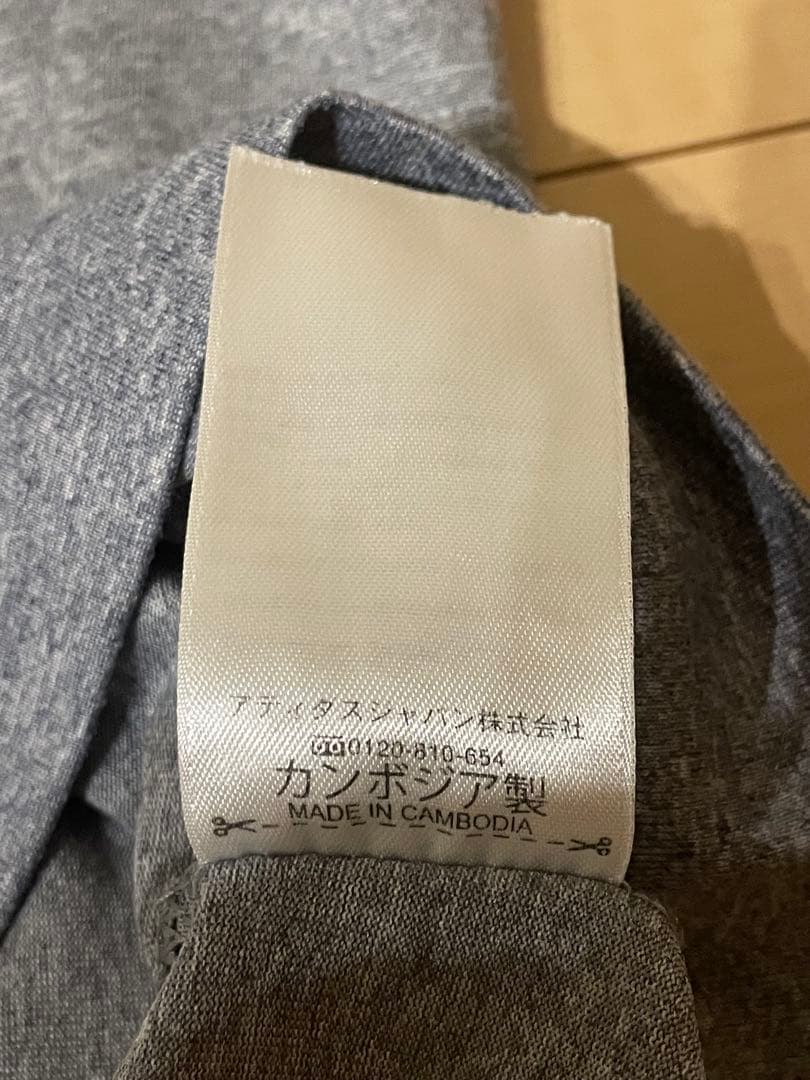 アディダスジャパン株式会社
0120-810-654
カンボジア製
MADE IN CAMBODIA